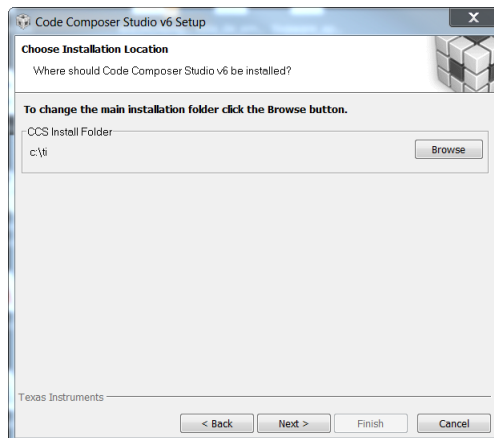 Code Composer Studio v6 Setup
X
Choose Installation Location
Where should Code Composer Studio v6 be installed?
To change the main installation folder click the Browse button.
CCS Install Folder
c:\ti
Browse
Texas Instruments
< Back
Next >
Finish
Cancel